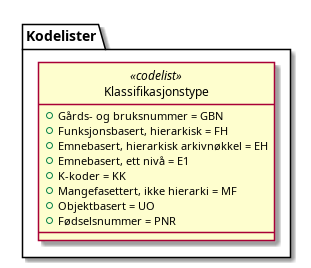 Kodelister
«codelist»
Klassifikasjonstype
Gårds- og bruksnummer = GBN
Funksjonsbasert, hierarkisk = FH
Emnebasert, hierarkisk arkivnøkkel = EH
Emnebasert, ett nivå = E1
K-koder = KK
Mangefasettert, ikke hierarki = MF
Objektbasert = UO
Fødselsnummer = PNR